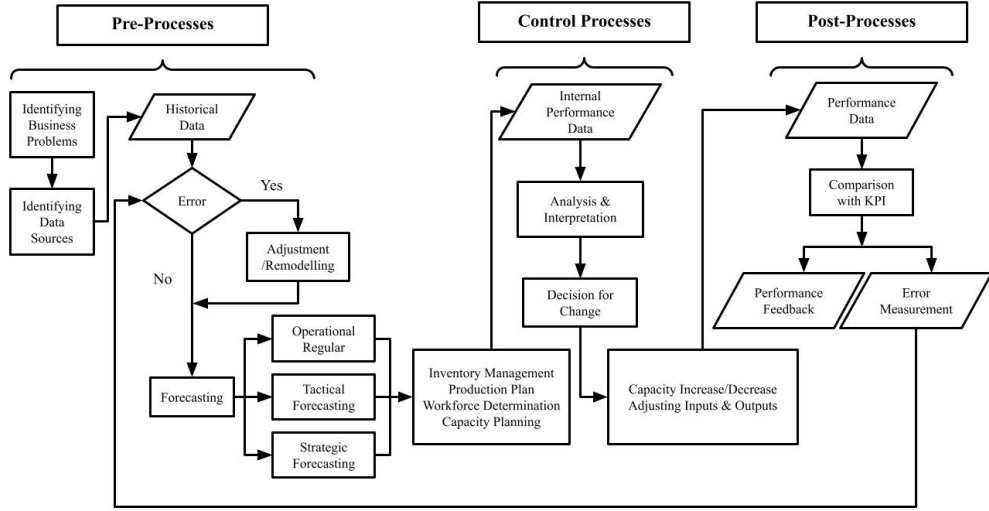 Pre-Processes
Control Processes
Post-Processes
Identifying
Business
Problems
Historical
Data
Identifying
Data
Sources
Error
Yes
No
Adjustment
/Remodelling
Forecasting
Operational
Regular
Tactical
Forecasting
Strategic
Forecasting
Inventory Management
Production Plan
Workforce Determination
Capacity Planning
Internal
Performance
Data
Analysis &
Interpretation
Decision for
Change
Capacity Increase/Decrease
Adjusting Inputs & Outputs
Performance
Data
Comparison
with KPI
Performance
Feedback
Error
Measurement